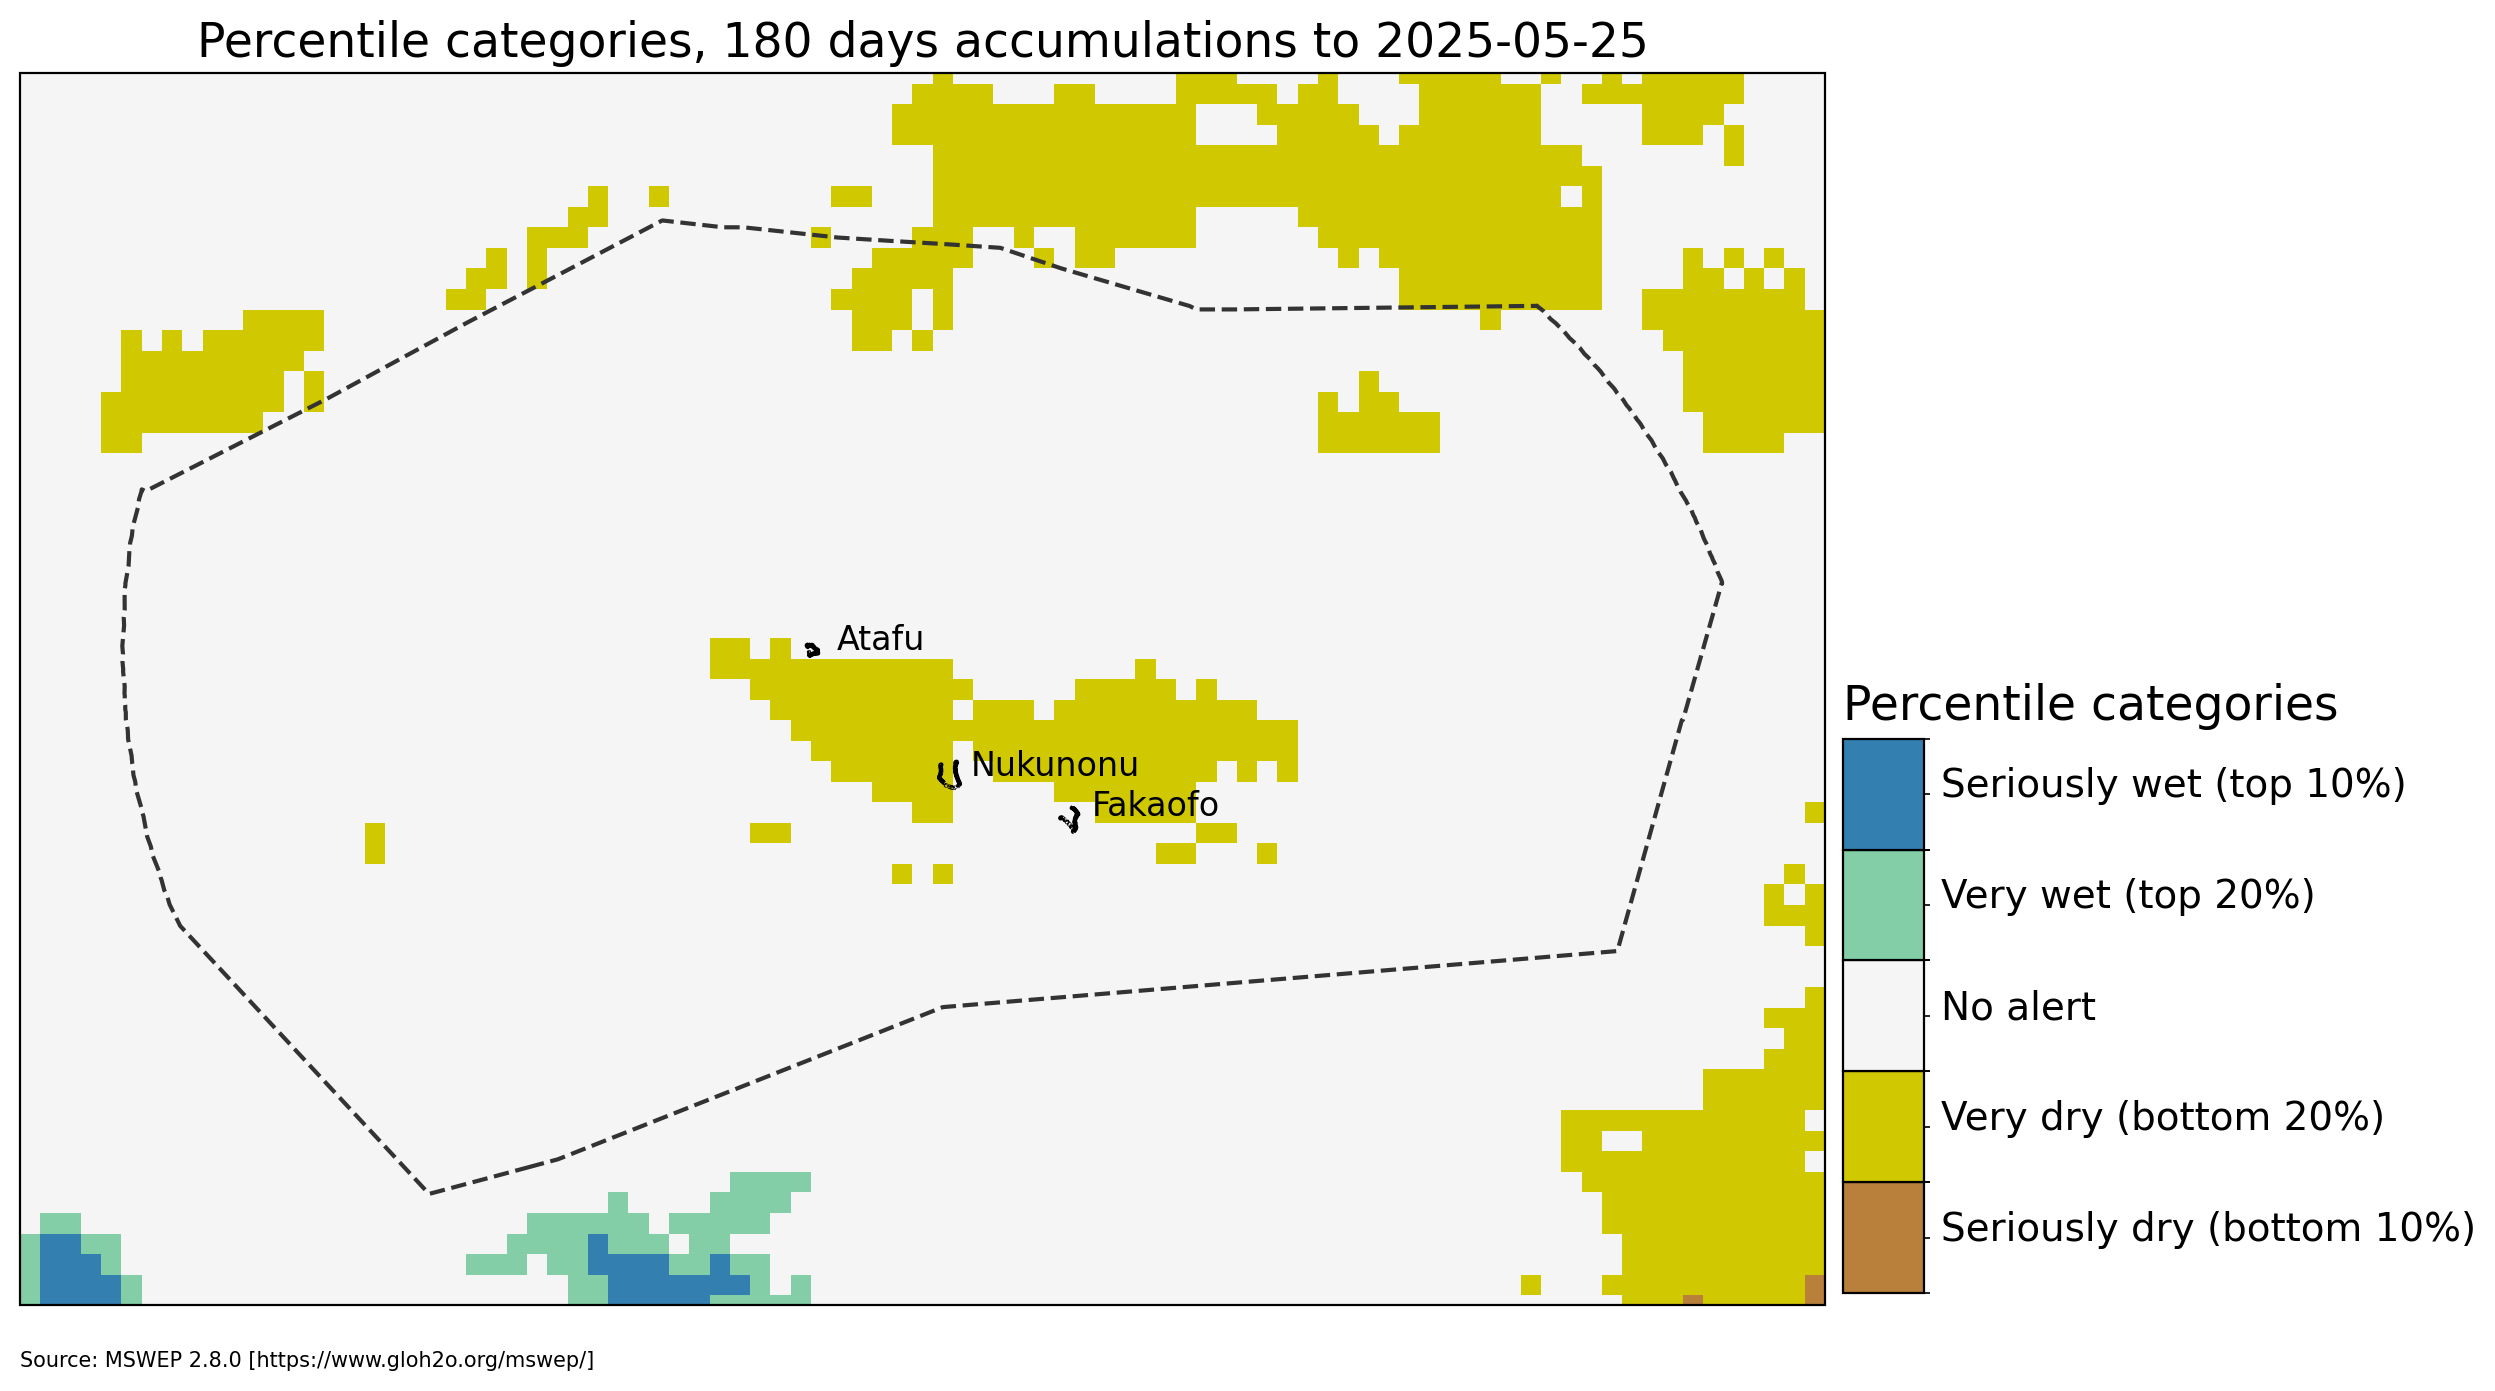 Percentile categories, 180 days accumulations to 2025-05-25
Atafu
Nukunonu
Fakaofo
Percentile categories
Seriously wet (top 10%)
Very wet (top 20%)
No alert
Very dry (bottom 20%)
Seriously dry (bottom 10%)
Source: MSWEP 2.8.0 [https://www.gloh2o.org/mswep/]